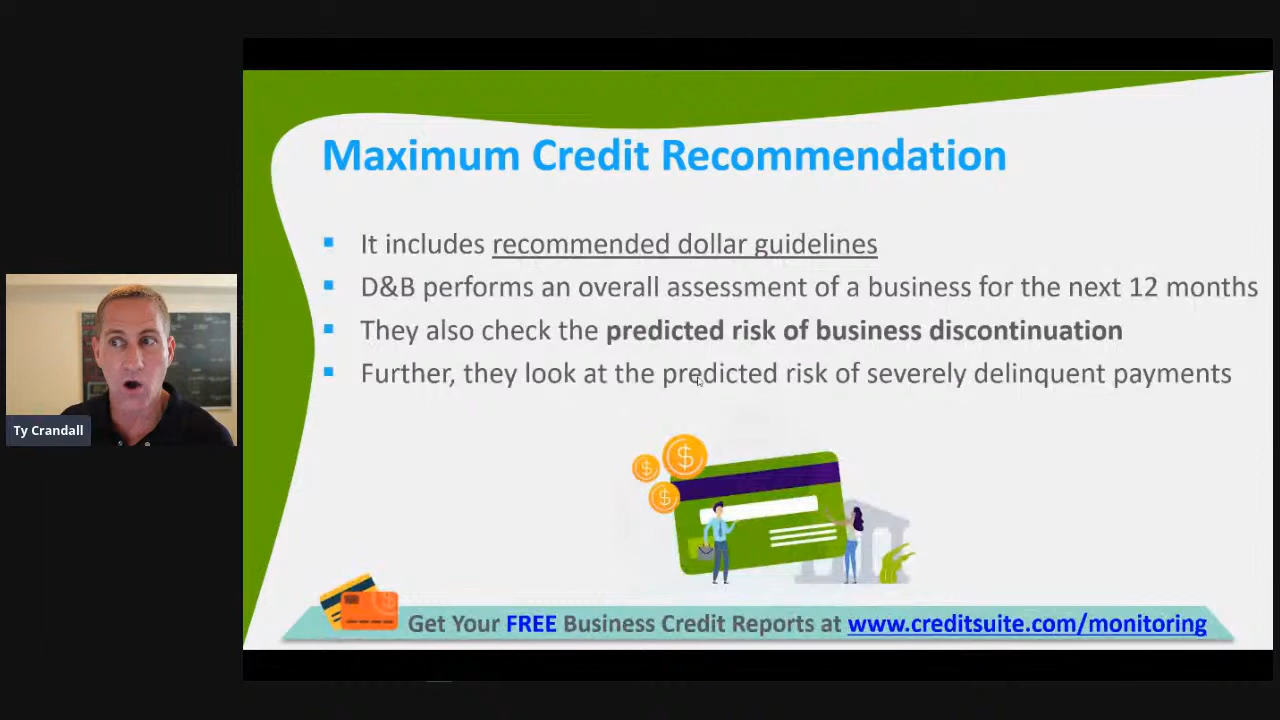 Maximum Credit Recommendation
It includes recommended dollar guidelines
D&B performs an overall assessment of a business for the next 12 months
They also check the predicted risk of business discontinuation
Further, they look at the predicted risk of severely delinquent payments
Ty Crandall
Get Your FREE Business Credit Reports at www.creditsuite.com/monitoring